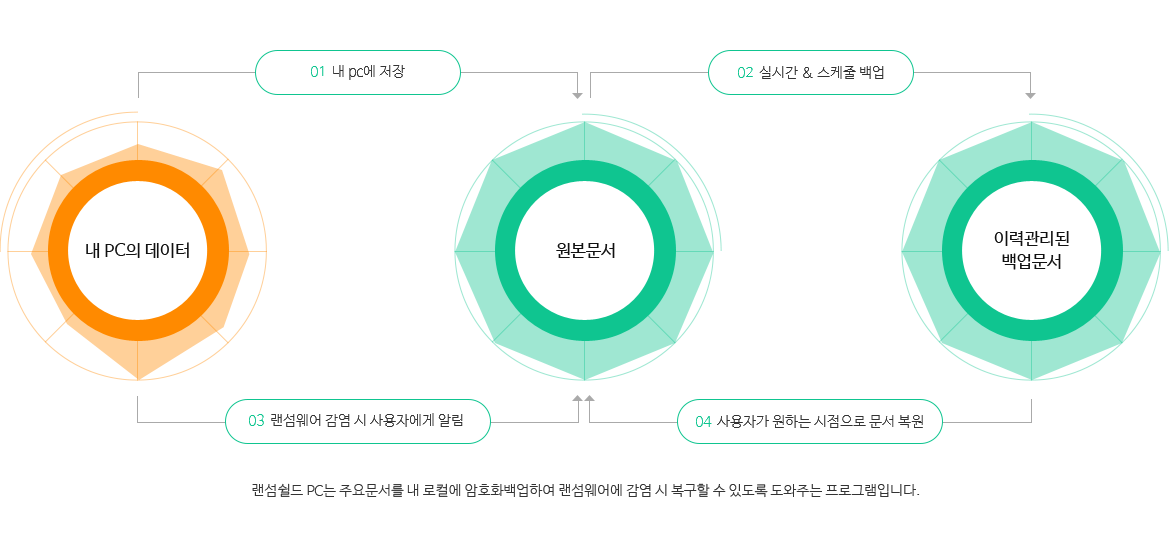 01 내 pc에 저장
02 실시간 & 스케줄 백업
내 PC의 데이터
원본문서
이력관리된
백업문서
03 랜섬웨어 감염 시 사용자에게 알림
04 사용자가 원하는 시점으로 문서 복원
랜섬쉴드 PC는 주요문서를 내 로컬에 암호화백업하여 랜섬웨어에 감염 시 복구할 수 있도록 도와주는 프로그램입니다.